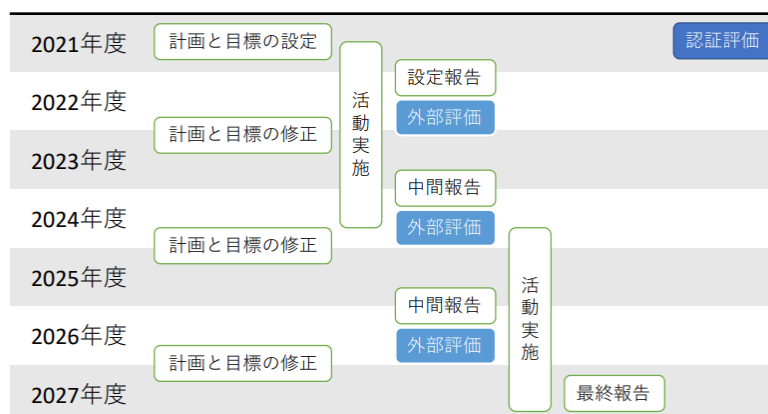 2021年度
計画と目標の設定
認証評価
設定報告
2022年度
活動実施
外部評価
計画と目標の修正
2023年度
中間報告
2024年度
外部評価
計画と目標の修正
2025年度
活動実施
中間報告
2026年度
外部評価
計画と目標の修正
2027年度
最終報告